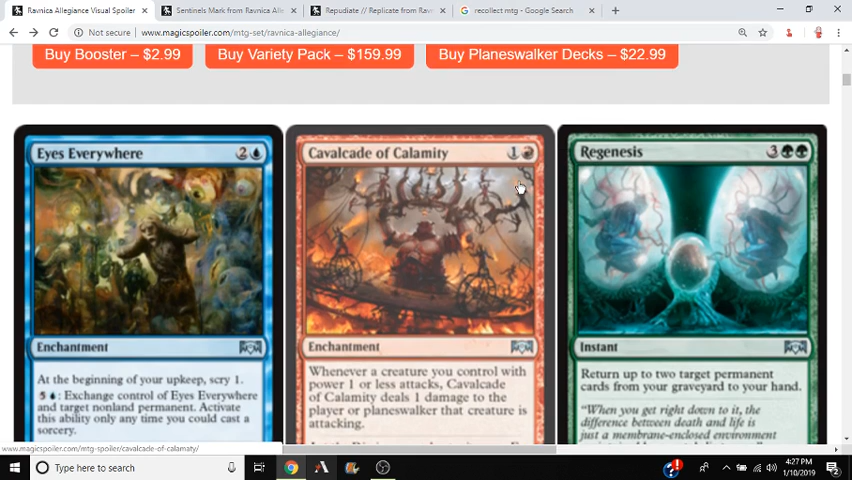 Ravnica Allegiance Visual Spoiler
Sentinels Mark from Ravnica All
Repudiate // Replicate from Ravn
recollect mtg - Google Search
Not secure
www.magicspoiler.com/mtg-set/ravnica-allegiance/
Buy Booster – $2.99
Buy Variety Pack – $159.99
Buy Planeswalker Decks – $22.99
Eyes Everywhere
2
Enchantment
At the beginning of your upkeep, scry 1.
5 : Exchange control of Eyes Everywhere
and target nonland permanent. Activate
this ability only any time you could cast a
sorcery.
Cavalcade of Calamity
1
Enchantment
Whenever a creature you control with
power 1 or less attacks, Cavalcade
of Calamity deals 1 damage to the
player or planeswalker that creature is
attacking.
Regenesis
3
Instant
Return up to two target permanent
cards from your graveyard to your hand.
"When you get right down to it, the
difference between death and life is
just a membrane-enclosed environment
www.magicspoiler.com/mtg-spoiler/cavalcade-of-calamaty/
Type here to search
4:27 PM
1/10/2019
2